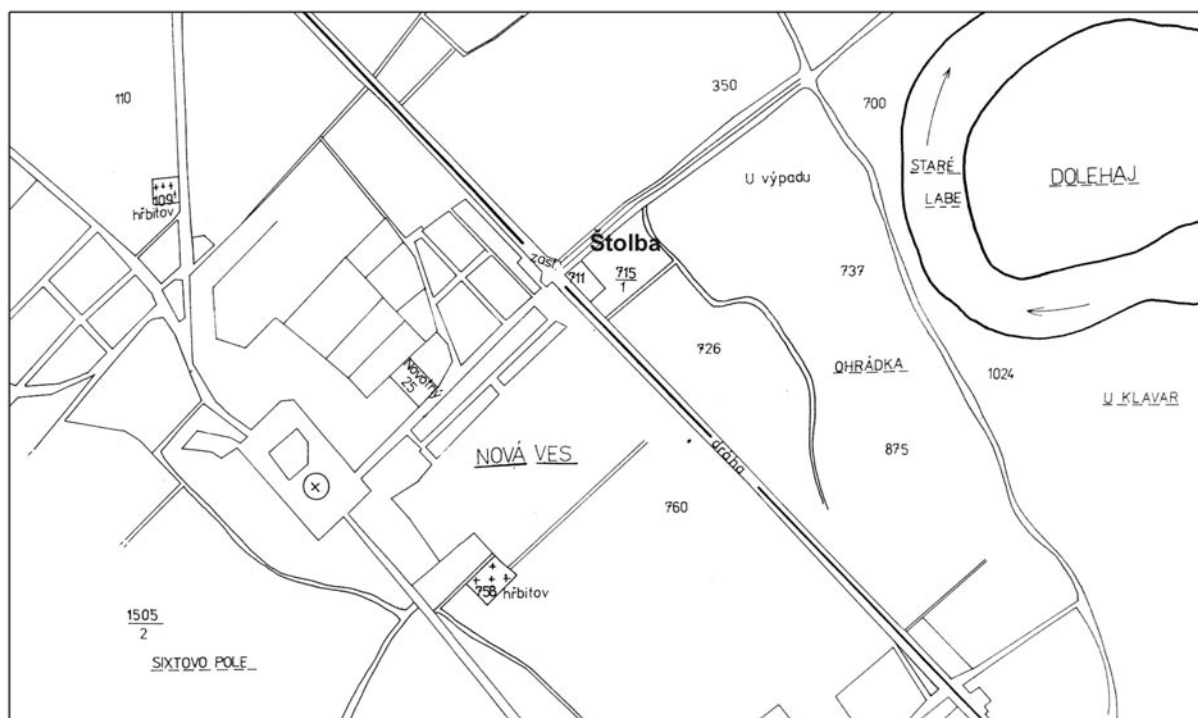 110
350
700
109
hřbitov
U výpadu
STARÉ
LABE
DOLEHAJ
zast.
Štolba
711
715
1
737
726
Novotný
25
OHRÁDKA
1024
U KLAVAR
NOVÁ VES
dráha
875
760
758 hřbitov
1505
2
SIXTOVO POLE